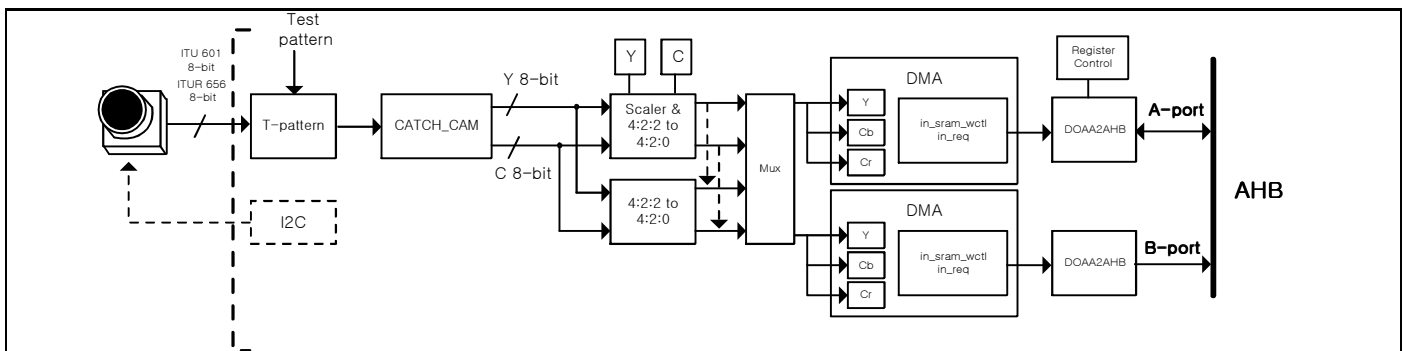 Test
pattern
ITU 601
8-bit
ITUR 656
8-bit
T-pattern
I2C
CATCH_CAM
Y 8-bit
C 8-bit
Y
C
Scaler &
4:2:2 to
4:2:0
4:2:2 to
4:2:0
Mux
DMA
Y
Cb
Cr
in_sram_wctl
in_req
DMA
Y
Cb
Cr
in_sram_wctl
in_req
Register
Control
DOAA2AHB
DOAA2AHB
A-port
B-port
AHB